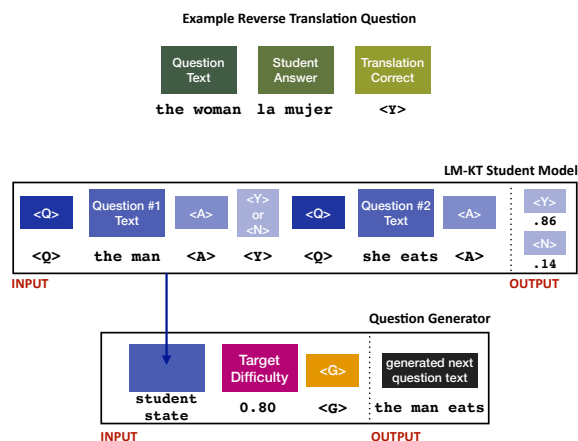 Example Reverse Translation Question
Question Text
Student Answer
Translation Correct
the woman la mujer <Y>
LM-KT Student Model
<Q>
Question #1 Text
<A>
<Y> or <N>
<Q>
Question #2 Text
<A>
<Y>
.86
<N>
.14
<Q> the man <A> <Y> <Q> she eats <A>
INPUT
OUTPUT
Question Generator
Target Difficulty
<G>
generated next question text
student state
0.80 <G> the man eats
INPUT
OUTPUT